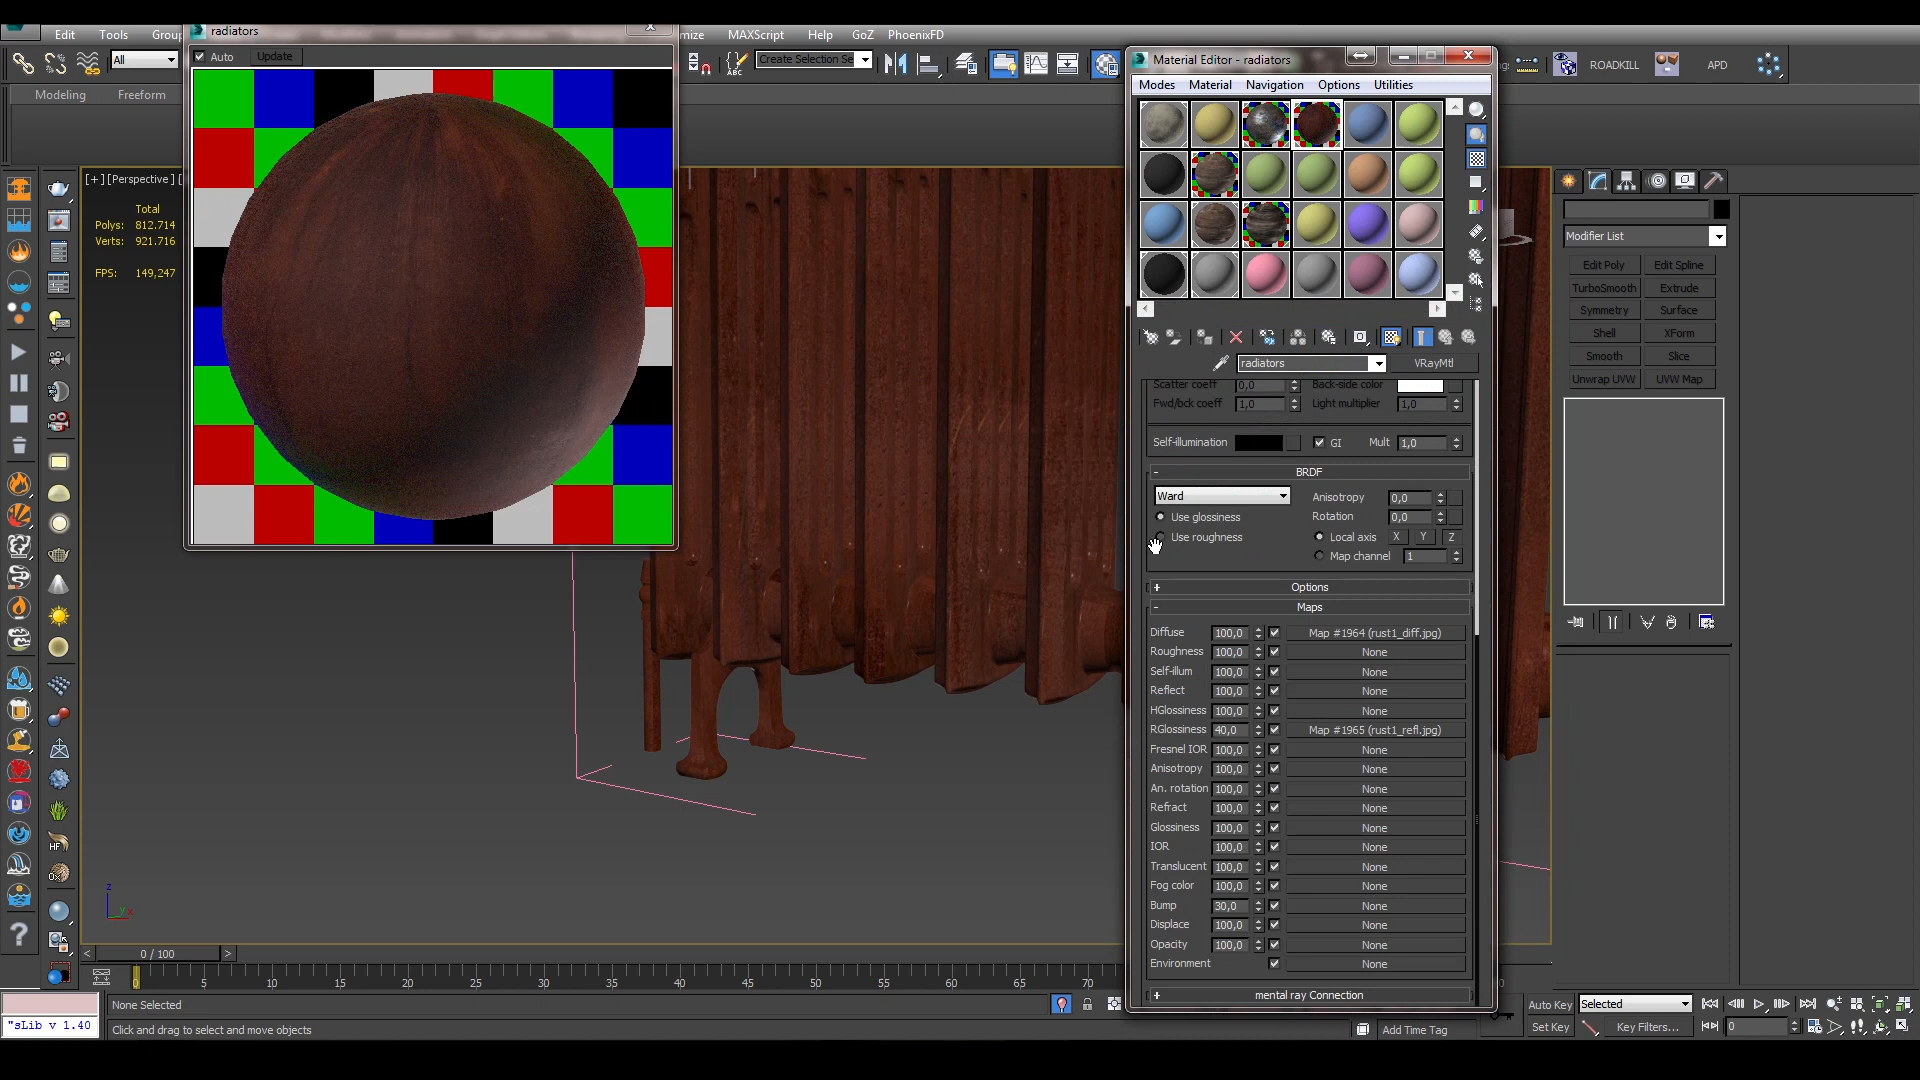 radiators
Edit Tools Group
mize MAXScript Help GoZ PhoenixFD
Auto Update
All
Create Selection Se
ABC
ROADKILL
APD
Modeling Freeform
[+] [Perspective] [
Total
Polys: 812.714
Verts: 921.716
FPS: 149,247
Material Editor - radiators
Modes Material Navigation Options Utilities
radiators
VRayMtl
Scatter coeff 0,0 Back-side color
Fwd/bck coeff 1,0 Light multiplier 1,0
Self-illumination GI Mult 1,0
- BRDF
Ward Anisotropy 0,0
Use glossiness Rotation 0,0
Use roughness Local axis X Y Z
Map channel 1
+ Options
- Maps
Diffuse 100,0 Map #1964 (rust1_diff.jpg)
Roughness 100,0 None
Self-illum 100,0 None
Reflect 100,0 None
HGlossiness 100,0 None
RGlossiness 40,0 Map #1965 (rust1_refl.jpg)
Fresnel IOR 100,0 None
Anisotropy 100,0 None
An. rotation 100,0 None
Refract 100,0 None
Glossiness 100,0 None
IOR 100,0 None
Translucent 100,0 None
Fog color 100,0 None
Bump 30,0 None
Displace 100,0 None
Opacity 100,0 None
Environment None
+ mental ray Connection
Modifier List
Edit Poly Edit Spline
TurboSmooth Extrude
Symmetry Surface
Shell XForm
Smooth Slice
Unwrap UVW UVW Map
HF
z
y x
< 0 / 100 >
0 5 10 15 20 25 30 35 40 45 50 55 60 65 70
None Selected
"sLib v 1.40
Click and drag to select and move objects
Add Time Tag
Auto Key Selected
Set Key Key Filters...
0